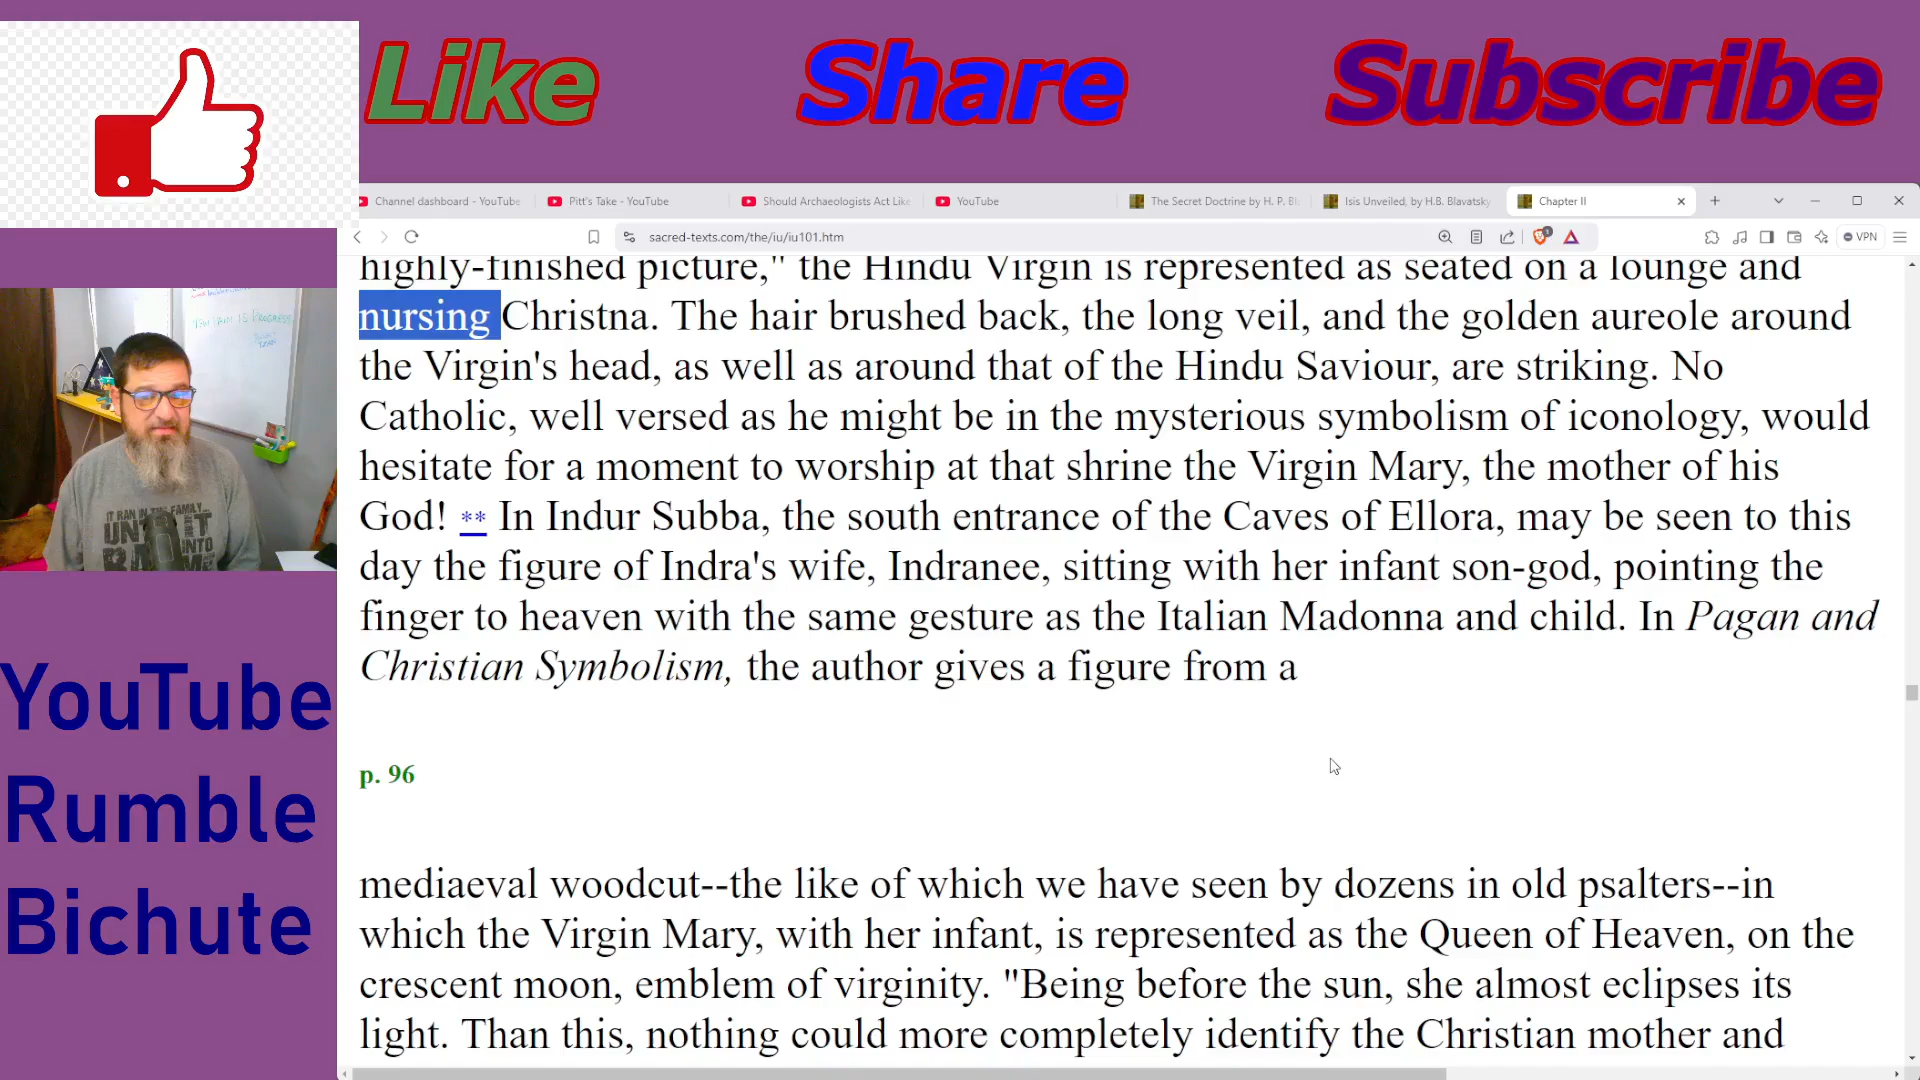 Like Share Subscribe
Channel dashboard - YouTube
Pitt's Take - YouTube
Should Archaeologists Act Like
YouTube
The Secret Doctrine by H. P. Bl
Isis Unveiled, by H.B. Blavatsky
Chapter II
sacred-texts.com/the/iu/iu101.htm
1
VPN
highly-finished picture," the Hindu Virgin is represented as seated on a lounge and
nursing Christna. The hair brushed back, the long veil, and the golden aureole around
the Virgin's head, as well as around that of the Hindu Saviour, are striking. No
Catholic, well versed as he might be in the mysterious symbolism of iconology, would
hesitate for a moment to worship at that shrine the Virgin Mary, the mother of his
God! ** In Indur Subba, the south entrance of the Caves of Ellora, may be seen to this
day the figure of Indra's wife, Indranee, sitting with her infant son-god, pointing the
finger to heaven with the same gesture as the Italian Madonna and child. In Pagan and
Christian Symbolism, the author gives a figure from a
p. 96
mediaeval woodcut--the like of which we have seen by dozens in old psalters--in
which the Virgin Mary, with her infant, is represented as the Queen of Heaven, on the
crescent moon, emblem of virginity. "Being before the sun, she almost eclipses its
light. Than this, nothing could more completely identify the Christian mother and
IT RAN IN THE FAMILY
INTO
YouTube
Rumble
Bichute